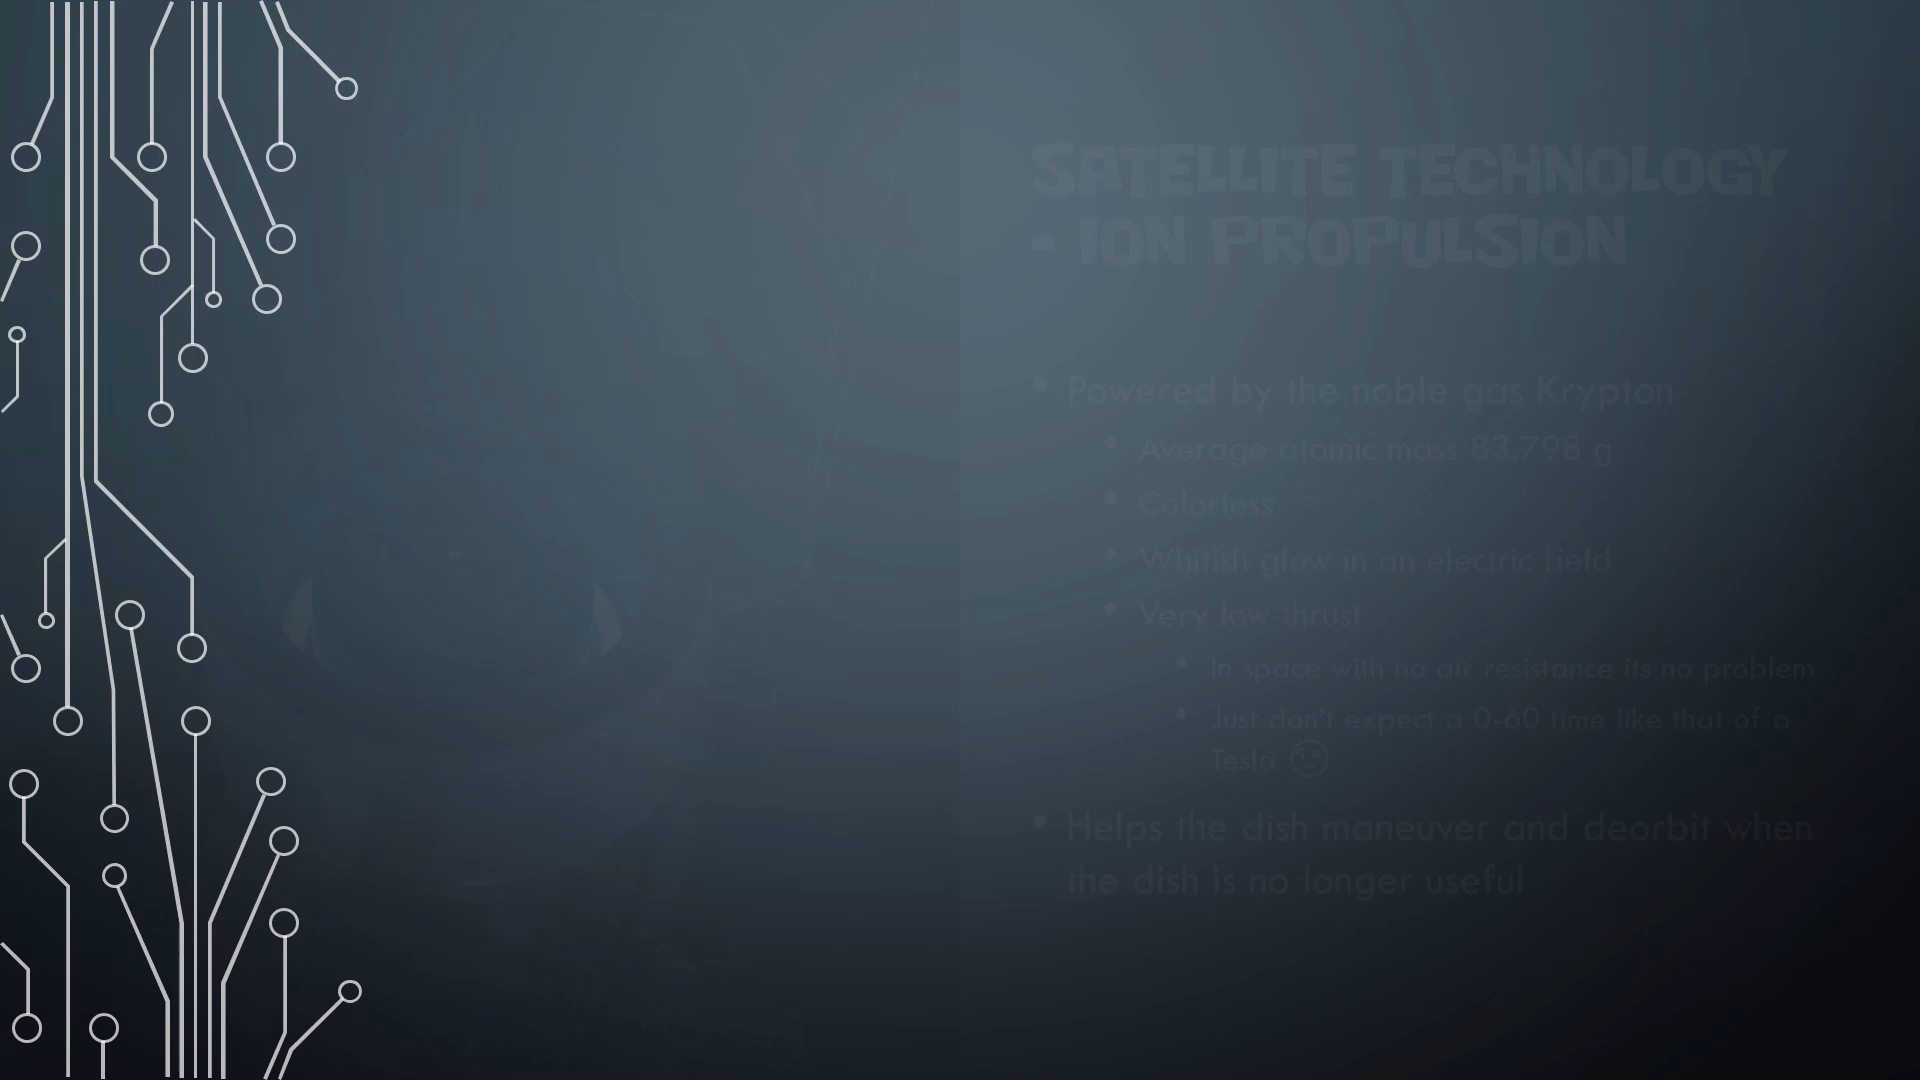 SATELLITE TECHNOLOGY
- ION PROPULSION
• Powered by the noble gas Krypton
• Average atomic mass 83.798 g
• Colorless
• Whitish glow in an electric field
• Very low thrust
• In space with no air resistance its no problem
• Just don't expect a 0-60 time like that of a
Tesla 😉
• Helps the dish maneuver and deorbit when
the dish is no longer useful